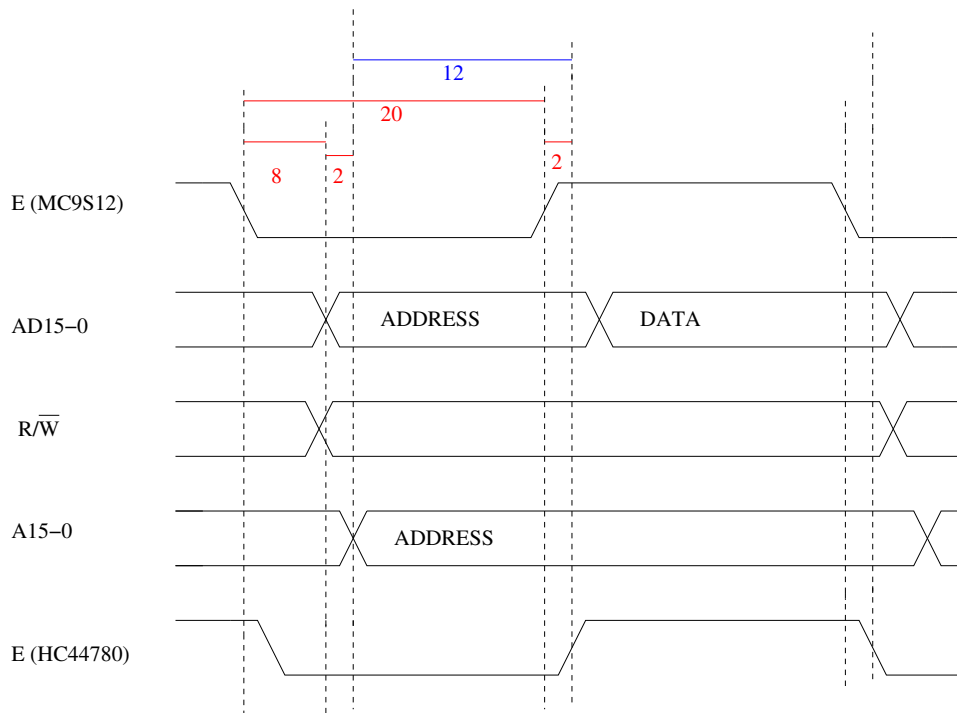 12
20
8
2
2
E (MC9S12)
AD15−0
ADDRESS
DATA
R/W̅
A15−0
ADDRESS
E (HC44780)